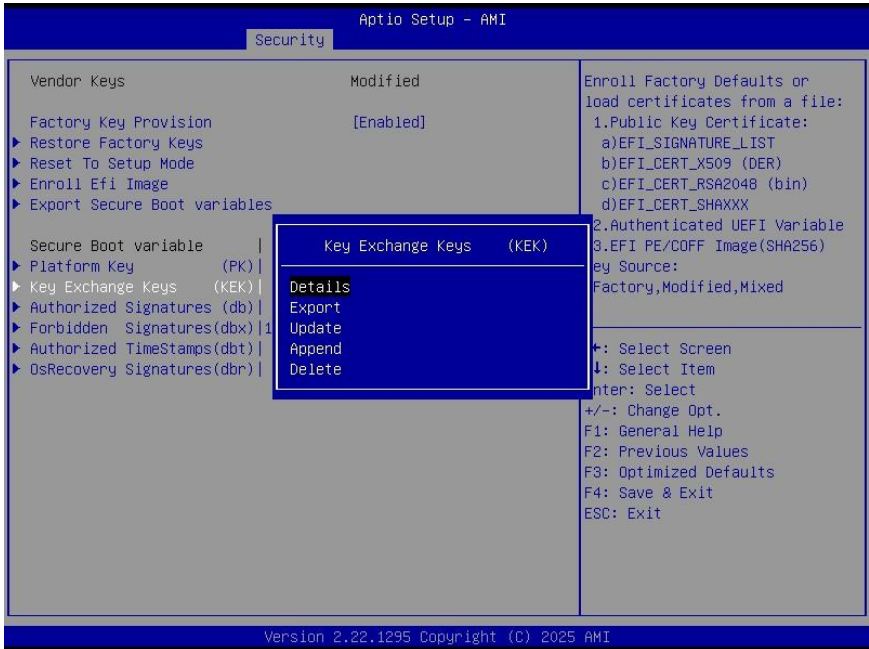 Aptio Setup – AMI
Security
Vendor Keys Modified
Factory Key Provision [Enabled]
Restore Factory Keys
Reset To Setup Mode
Enroll Efi Image
Export Secure Boot variables
Secure Boot variable |
Platform Key (PK)|
Key Exchange Keys (KEK)|
Authorized Signatures (db)|
Forbidden Signatures(dbx)|1
Authorized TimeStamps(dbt)|
OsRecovery Signatures(dbr)|
Key Exchange Keys (KEK)
Details
Export
Update
Append
Delete
Enroll Factory Defaults or
load certificates from a file:
1.Public Key Certificate:
a)EFI_SIGNATURE_LIST
b)EFI_CERT_X509 (DER)
c)EFI_CERT_RSA2048 (bin)
d)EFI_CERT_SHAXXX
2.Authenticated UEFI Variable
3.EFI PE/COFF Image(SHA256)
ey Source:
Factory,Modified,Mixed
: Select Screen
: Select Item
nter: Select
+/-: Change Opt.
F1: General Help
F2: Previous Values
F3: Optimized Defaults
F4: Save & Exit
ESC: Exit
Version 2.22.1295 Copyright (C) 2025 AMI